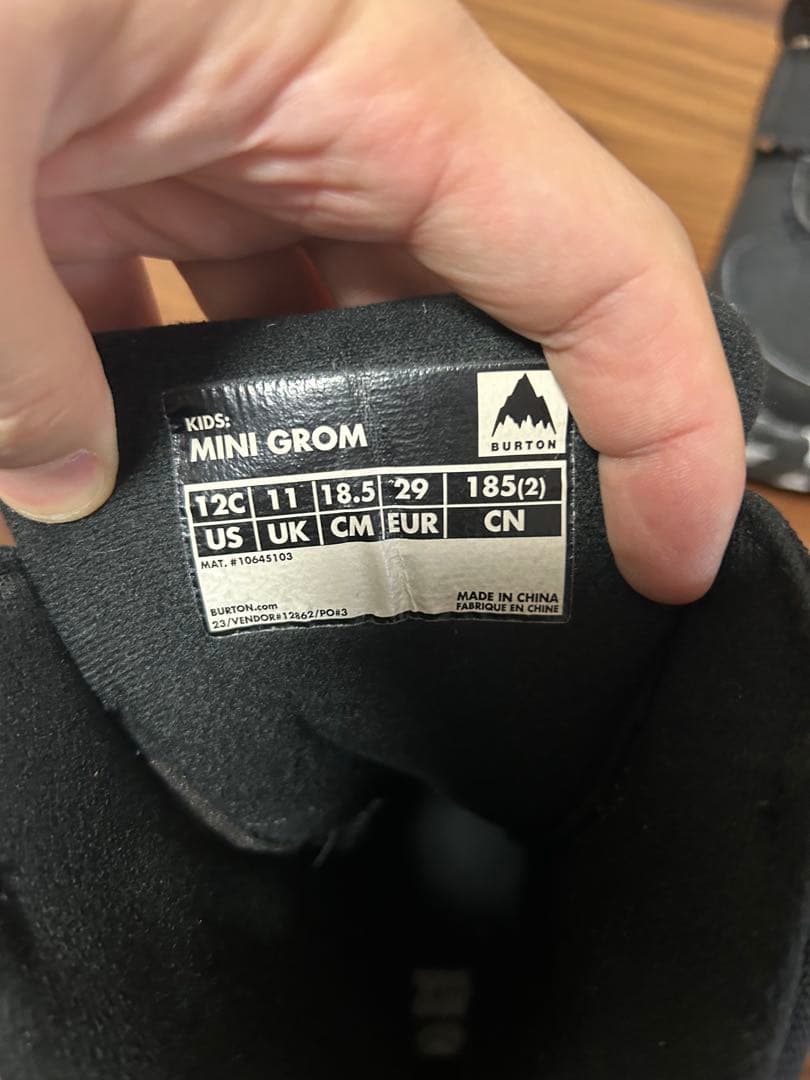 KIDS:
MINI GROM
BURTON
12C 11 18.5 29 185(2)
US UK CM EUR CN
MAT. #10645103
BURTON.com
23/VENDOR#12862/PO#3
MADE IN CHINA
FABRIQUE EN CHINE